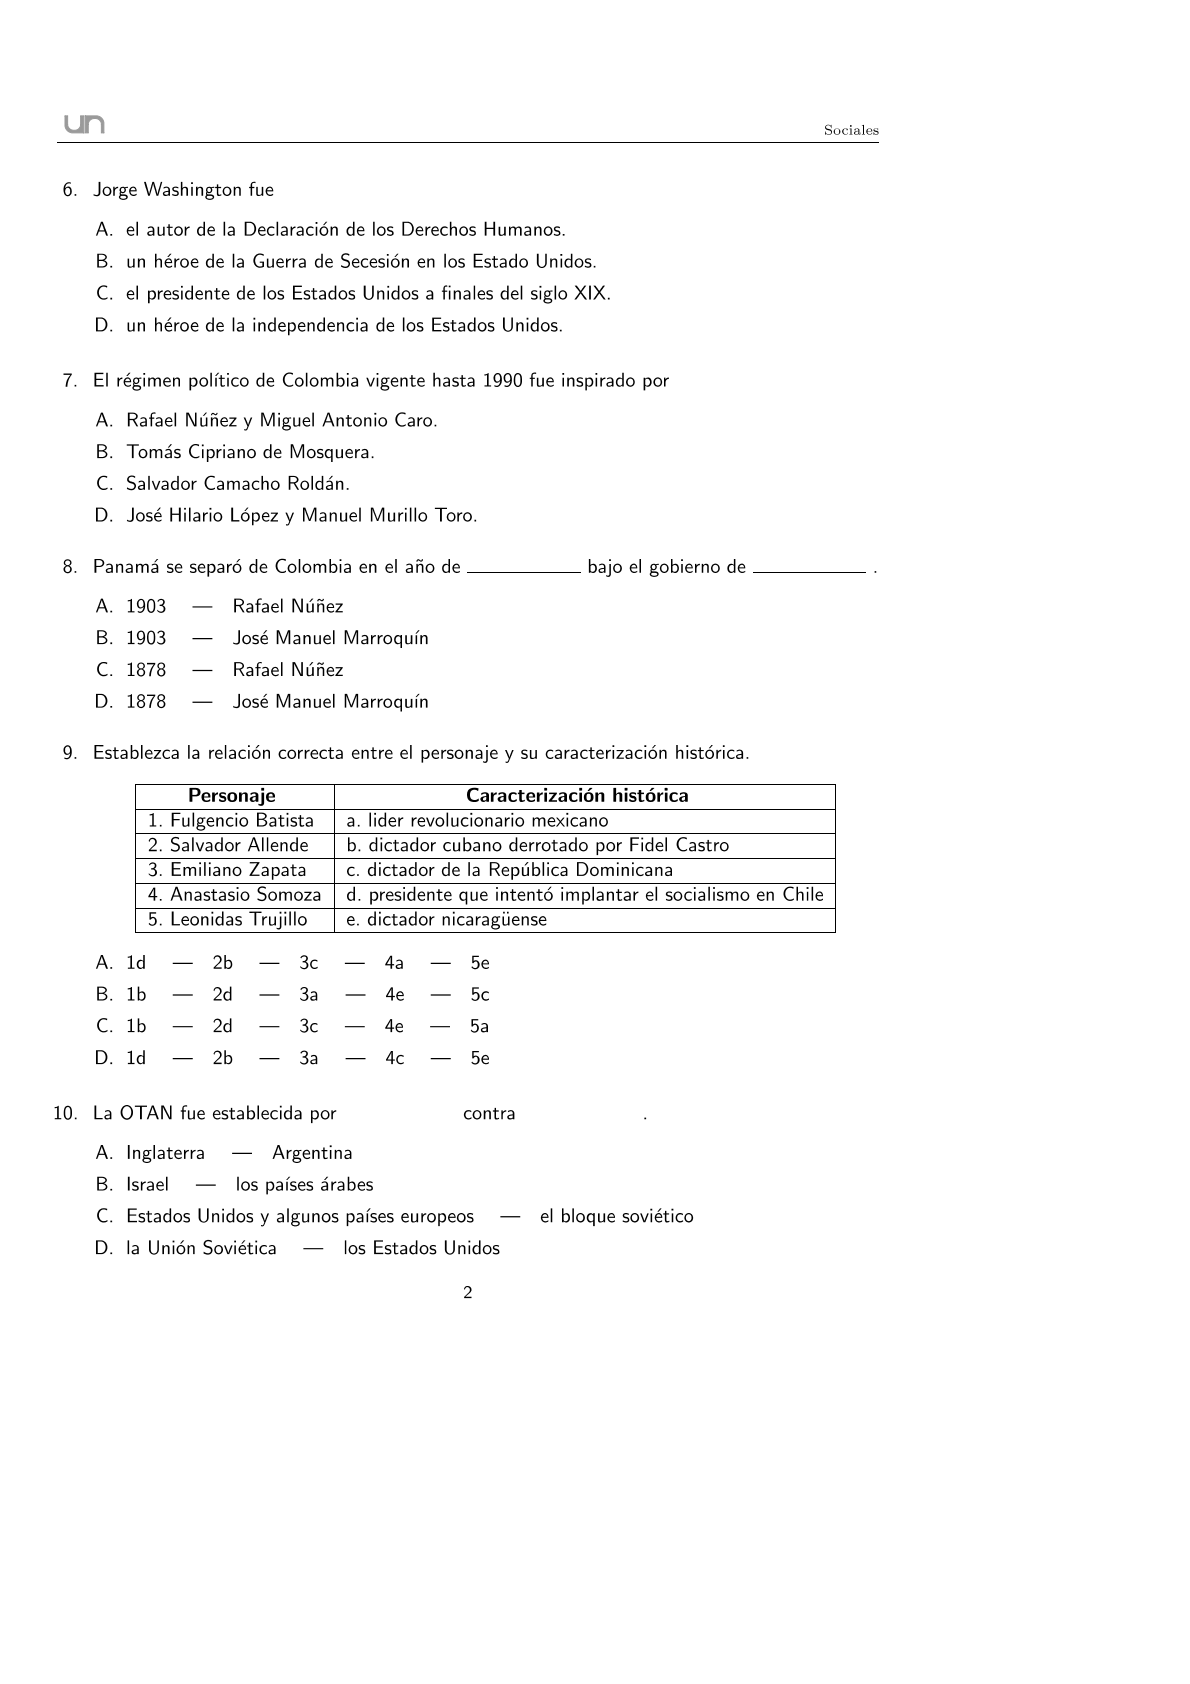 un
Sociales
6. Jorge Washington fue
A. el autor de la Declaración de los Derechos Humanos.
B. un héroe de la Guerra de Secesión en los Estado Unidos.
C. el presidente de los Estados Unidos a finales del siglo XIX.
D. un héroe de la independencia de los Estados Unidos.
7. El régimen político de Colombia vigente hasta 1990 fue inspirado por
A. Rafael Núñez y Miguel Antonio Caro.
B. Tomás Cipriano de Mosquera.
C. Salvador Camacho Roldán.
D. José Hilario López y Manuel Murillo Toro.
8. Panamá se separó de Colombia en el año de ________ bajo el gobierno de ________ .
A. 1903 — Rafael Núñez
B. 1903 — José Manuel Marroquín
C. 1878 — Rafael Núñez
D. 1878 — José Manuel Marroquín
9. Establezca la relación correcta entre el personaje y su caracterización histórica.
Personaje Caracterización histórica
1. Fulgencio Batista a. lider revolucionario mexicano
2. Salvador Allende b. dictador cubano derrotado por Fidel Castro
3. Emiliano Zapata c. dictador de la República Dominicana
4. Anastasio Somoza d. presidente que intentó implantar el socialismo en Chile
5. Leonidas Trujillo e. dictador nicaragüense
A. 1d — 2b — 3c — 4a — 5e
B. 1b — 2d — 3a — 4e — 5c
C. 1b — 2d — 3c — 4e — 5a
D. 1d — 2b — 3a — 4c — 5e
10. La OTAN fue establecida por contra .
A. Inglaterra — Argentina
B. Israel — los países árabes
C. Estados Unidos y algunos países europeos — el bloque soviético
D. la Unión Soviética — los Estados Unidos
2